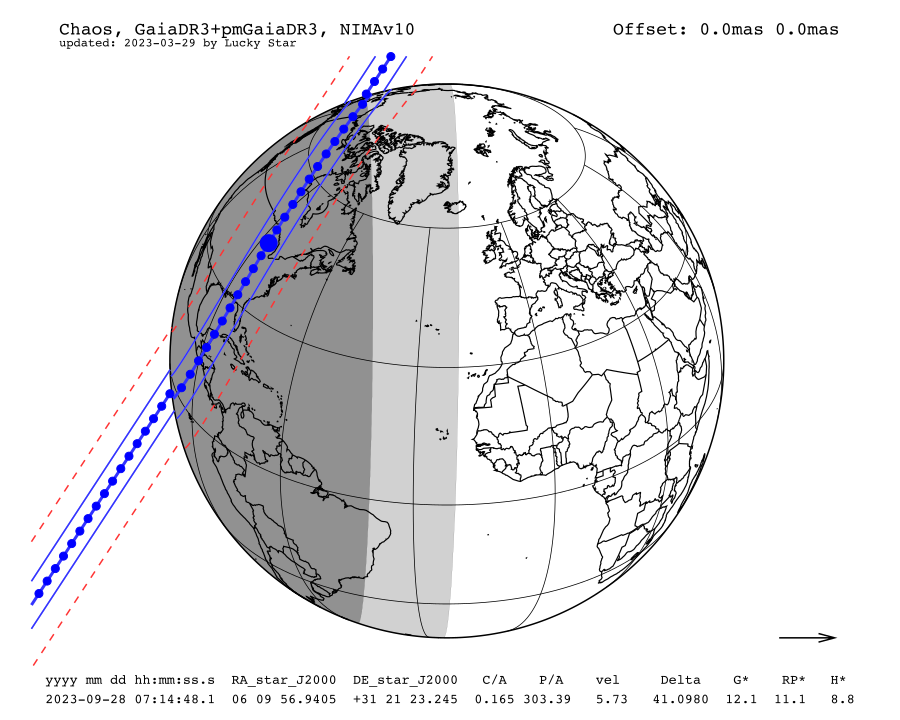 Chaos, GaiaDR3+pmGaiaDR3, NIMAv10 Offset: 0.0mas 0.0mas
updated: 2023-03-29 by Lucky Star
yyyy mm dd hh:mm:ss.s RA_star_J2000 DE_star_J2000 C/A P/A vel Delta G* RP* H*
2023-09-28 07:14:48.1 06 09 56.9405 +31 21 23.245 0.165 303.39 5.73 41.0980 12.1 11.1 8.8